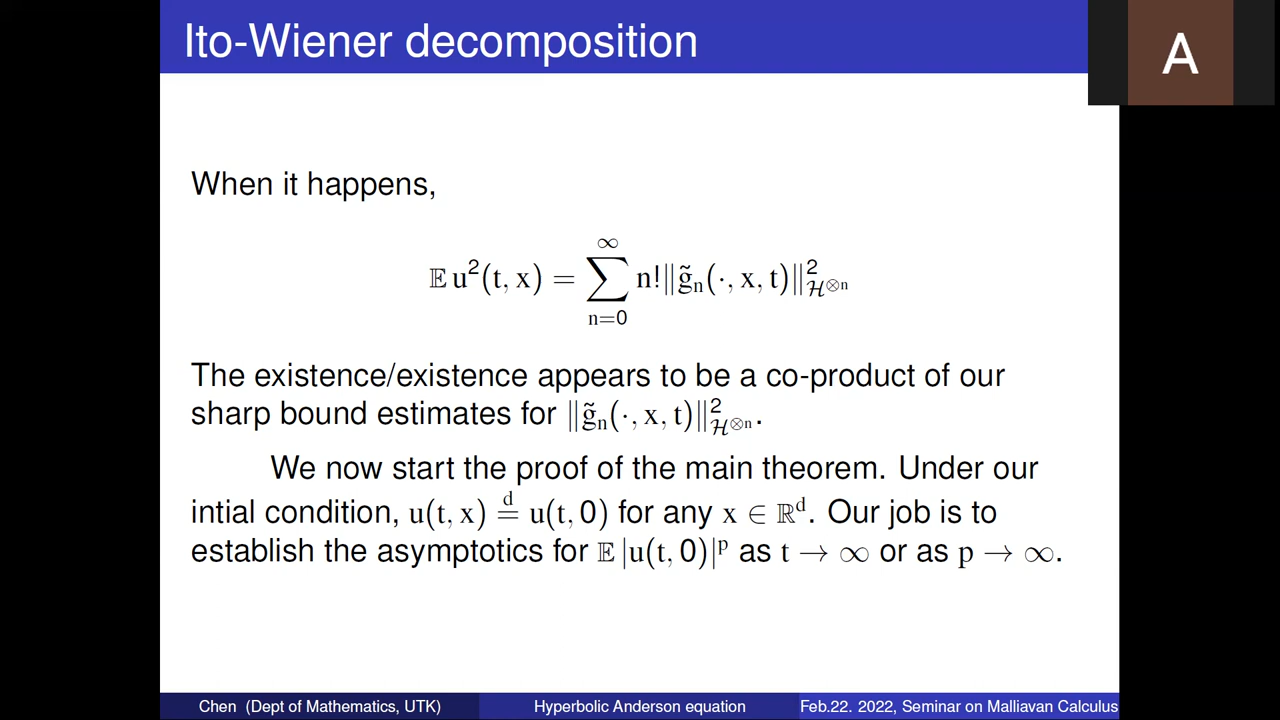 Ito-Wiener decomposition
A
When it happens,
𝔼 u²(t, x) = ∑_{n=0}^{∞} n!‖g̃ₙ(·, x, t)‖²_{ℋ^{⊗n}}
The existence/existence appears to be a co-product of our
sharp bound estimates for ‖g̃ₙ(·, x, t)‖²_{ℋ^{⊗n}}.
We now start the proof of the main theorem. Under our
intial condition, u(t, x) =^{d} u(t, 0) for any x ∈ ℝ^d. Our job is to
establish the asymptotics for 𝔼 |u(t, 0)|^p as t → ∞ or as p → ∞.
Chen (Dept of Mathematics, UTK) Hyperbolic Anderson equation Feb.22. 2022, Seminar on Malliavan Calculus